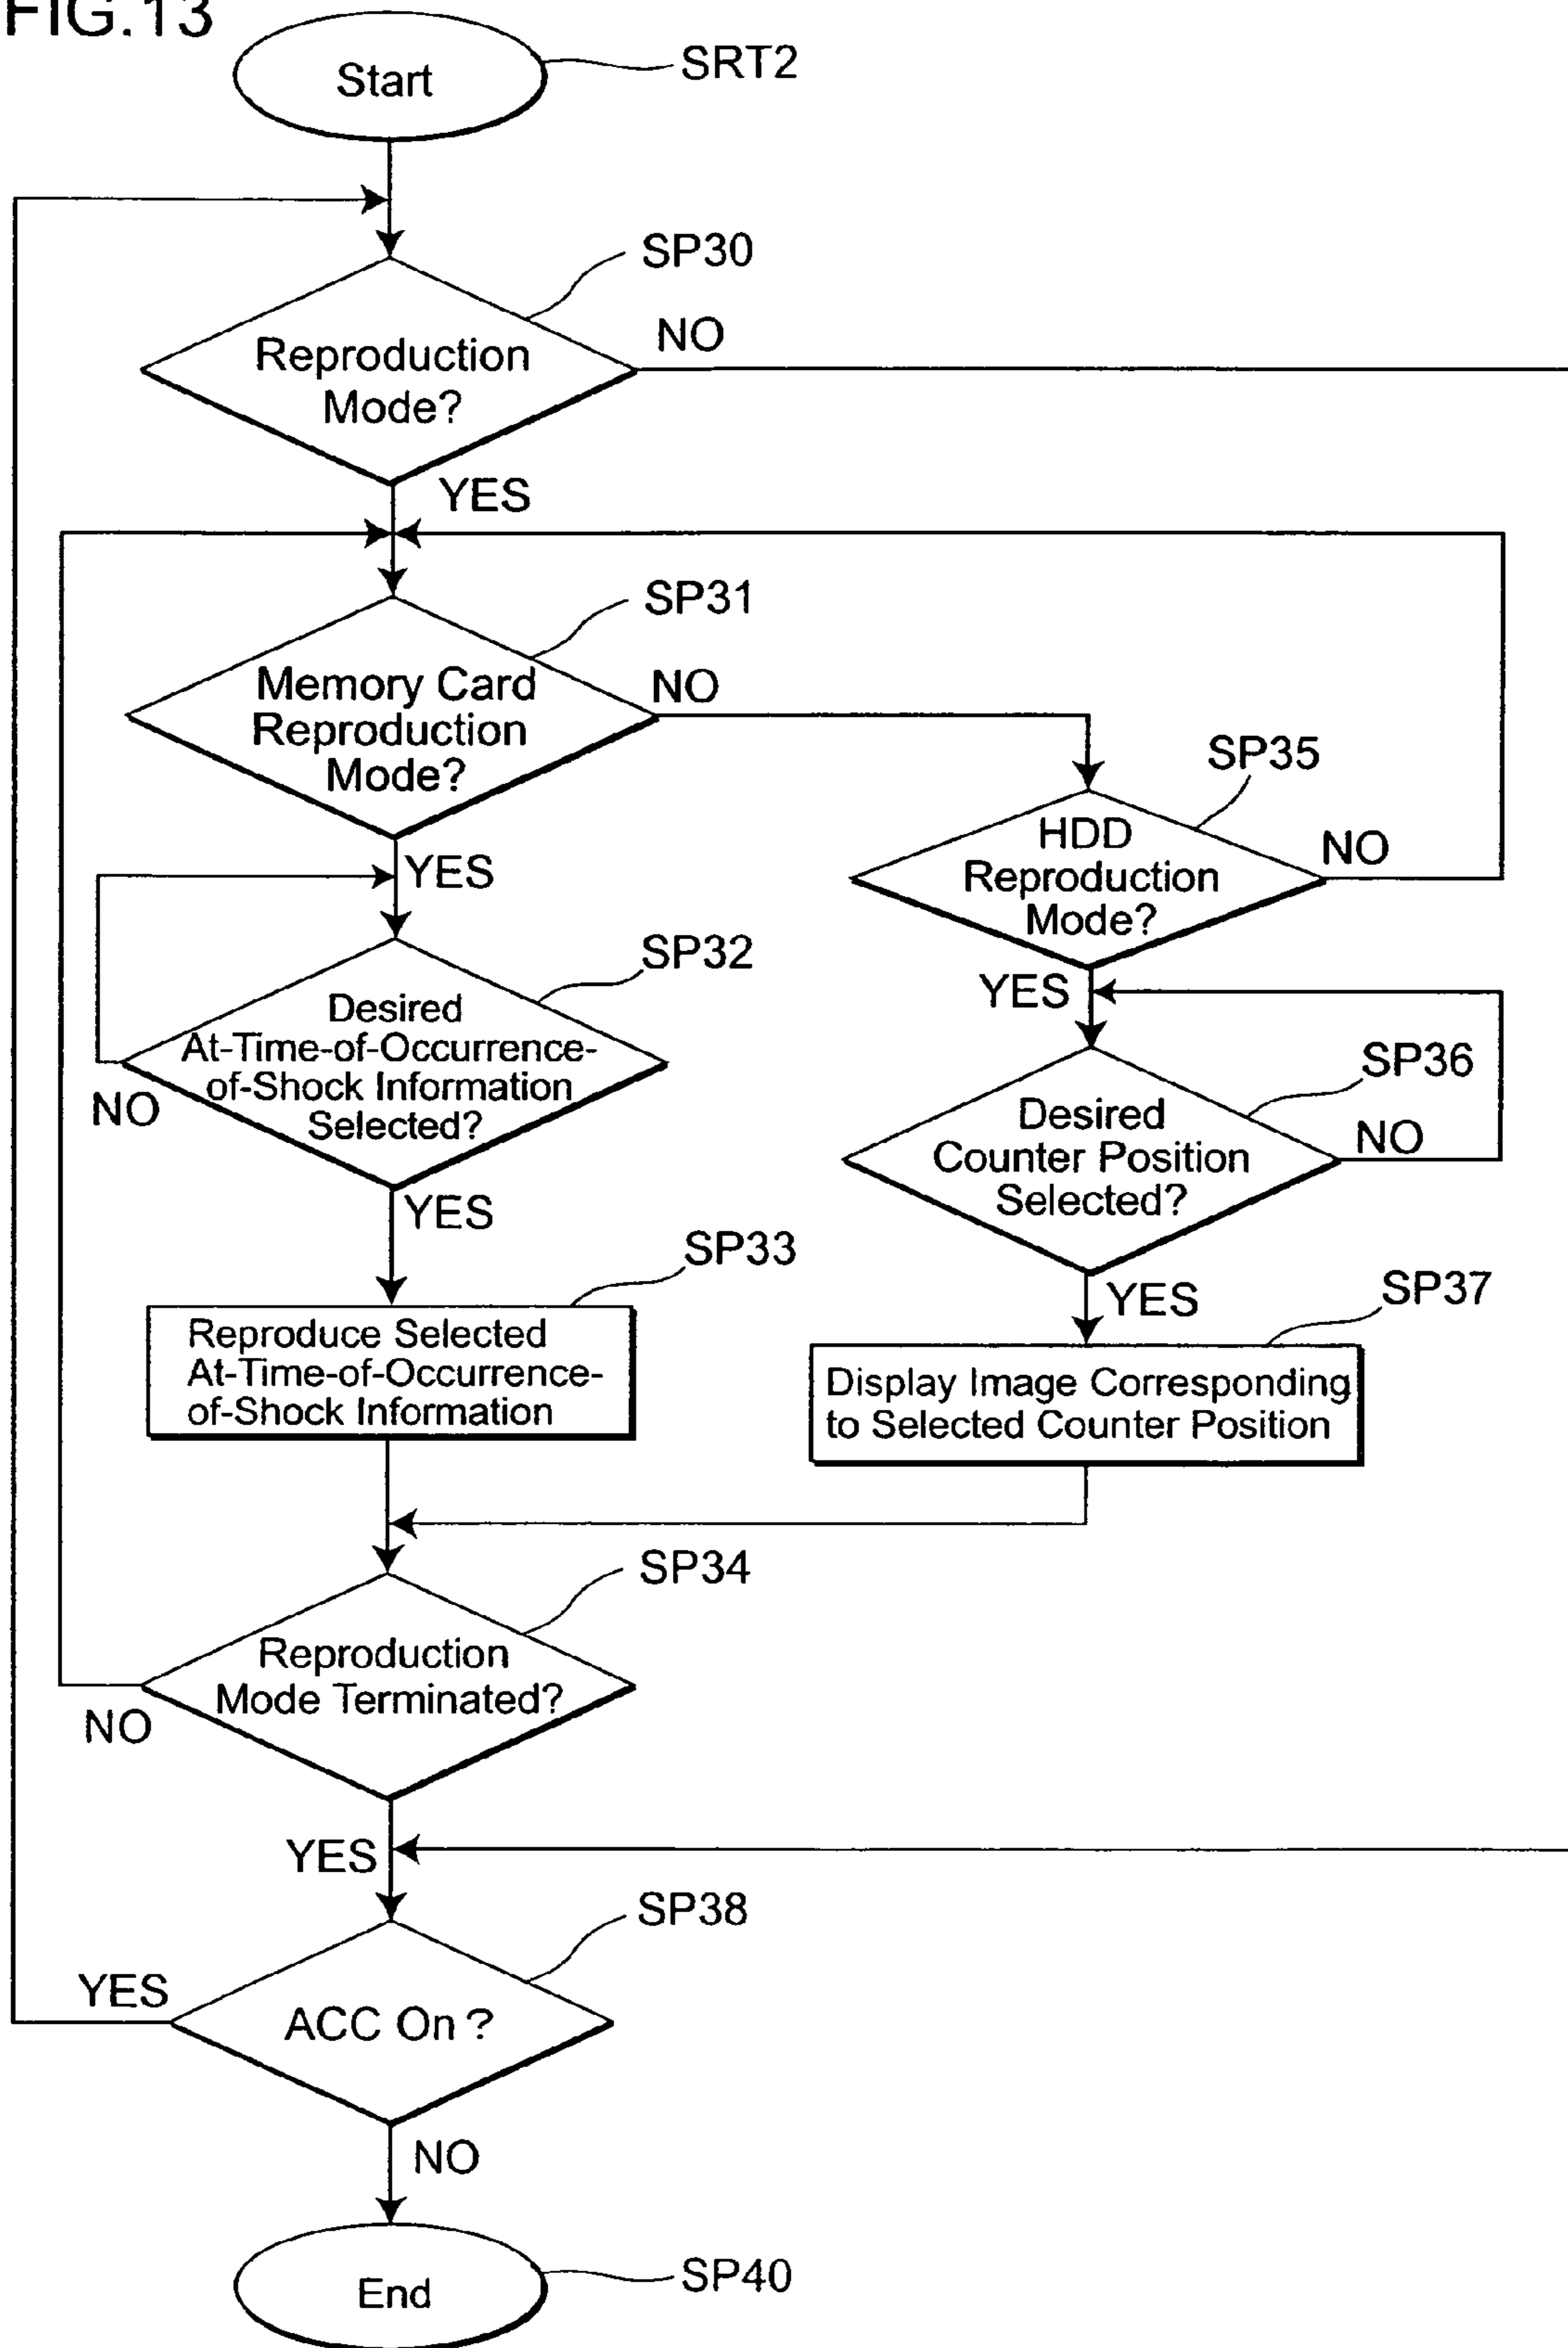 FIG.13
Start
SRT2
SP30
Reproduction
Mode?
NO
YES
SP31
Memory Card
Reproduction
Mode?
NO
YES
SP35
HDD
Reproduction
Mode?
NO
YES
SP32
Desired
At-Time-of-Occurrence-
of-Shock Information
Selected?
NO
YES
SP36
Desired
Counter Position
Selected?
NO
YES
SP33
Reproduce Selected
At-Time-of-Occurrence-
of-Shock Information
SP37
Display Image Corresponding
to Selected Counter Position
SP34
Reproduction
Mode Terminated?
NO
YES
SP38
ACC On ?
YES
NO
End
SP40